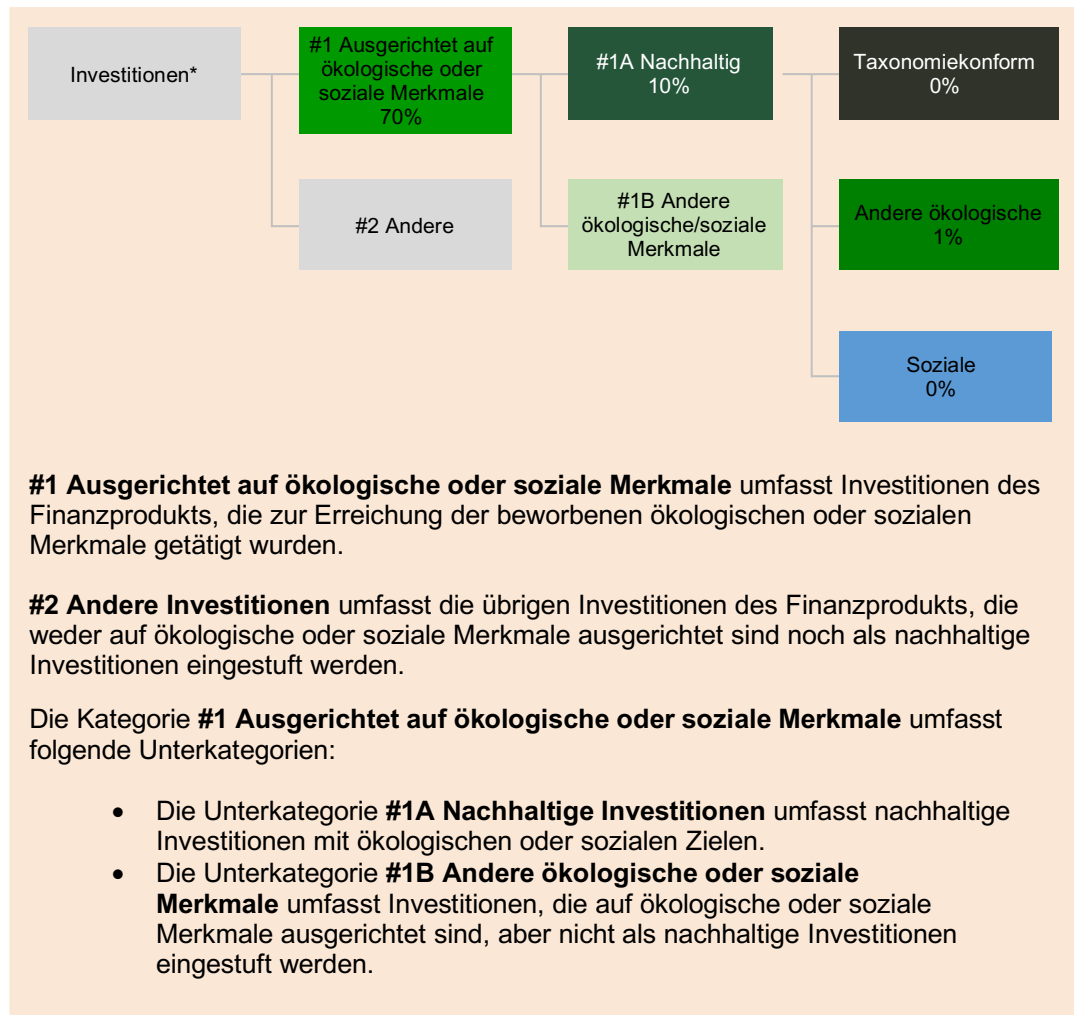 Investitionen*
#1 Ausgerichtet auf
ökologische oder
soziale Merkmale
70%
#1A Nachhaltig
10%
Taxonomiekonform
0%
#2 Andere
#1B Andere
ökologische/soziale
Merkmale
Andere ökologische
1%
Soziale
0%
#1 Ausgerichtet auf ökologische oder soziale Merkmale umfasst Investitionen des
Finanzprodukts, die zur Erreichung der beworbenen ökologischen oder sozialen
Merkmale getätigt wurden.
#2 Andere Investitionen umfasst die übrigen Investitionen des Finanzprodukts, die
weder auf ökologische oder soziale Merkmale ausgerichtet sind noch als nachhaltige
Investitionen eingestuft werden.
Die Kategorie #1 Ausgerichtet auf ökologische oder soziale Merkmale umfasst
folgende Unterkategorien:
• Die Unterkategorie #1A Nachhaltige Investitionen umfasst nachhaltige
Investitionen mit ökologischen oder sozialen Zielen.
• Die Unterkategorie #1B Andere ökologische oder soziale
Merkmale umfasst Investitionen, die auf ökologische oder soziale
Merkmale ausgerichtet sind, aber nicht als nachhaltige Investitionen
eingestuft werden.